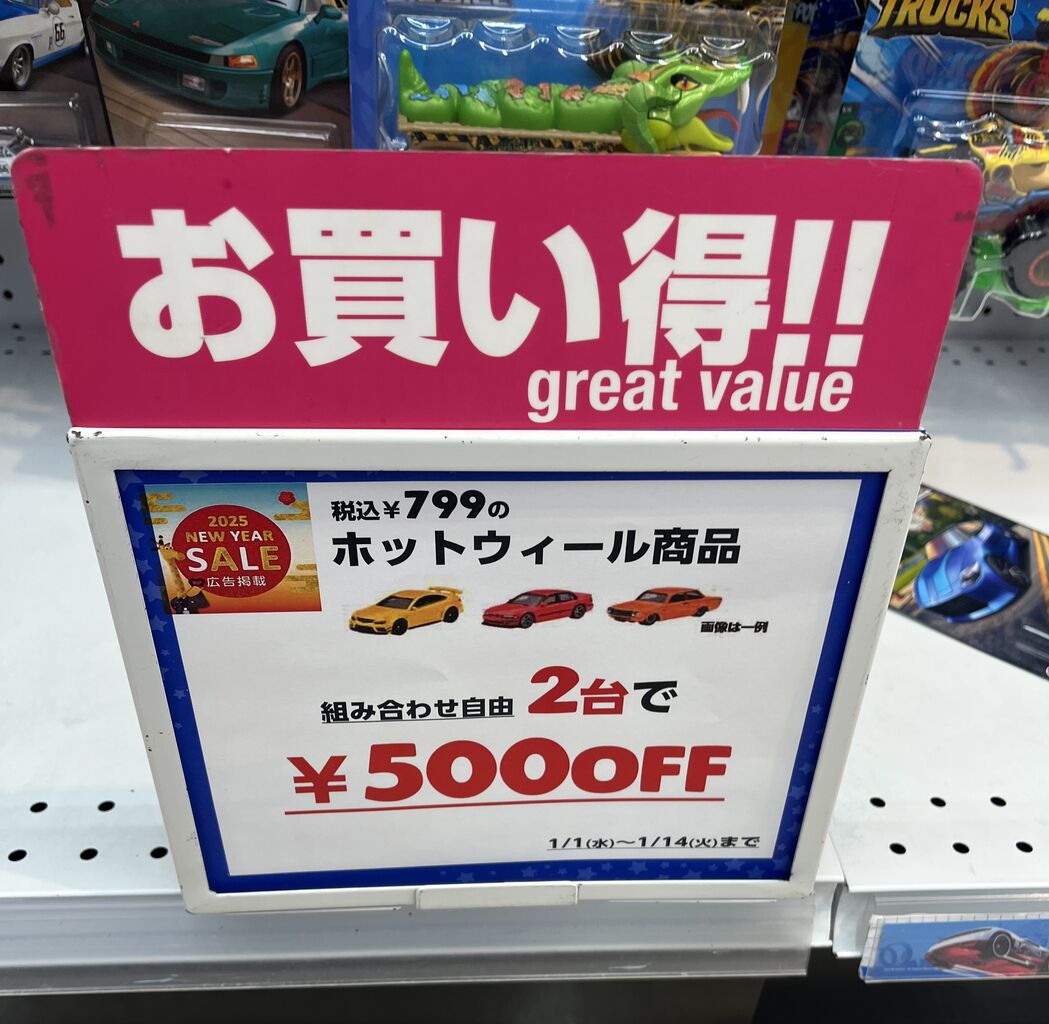 66
TRUCKS
お買い得!!
great value
2025
NEW YEAR
SALE
広告掲載
税込¥799の
ホットウィール商品
画像は一例
組み合わせ自由 2台で
¥500OFF
1/1(水)～1/14(火)まで